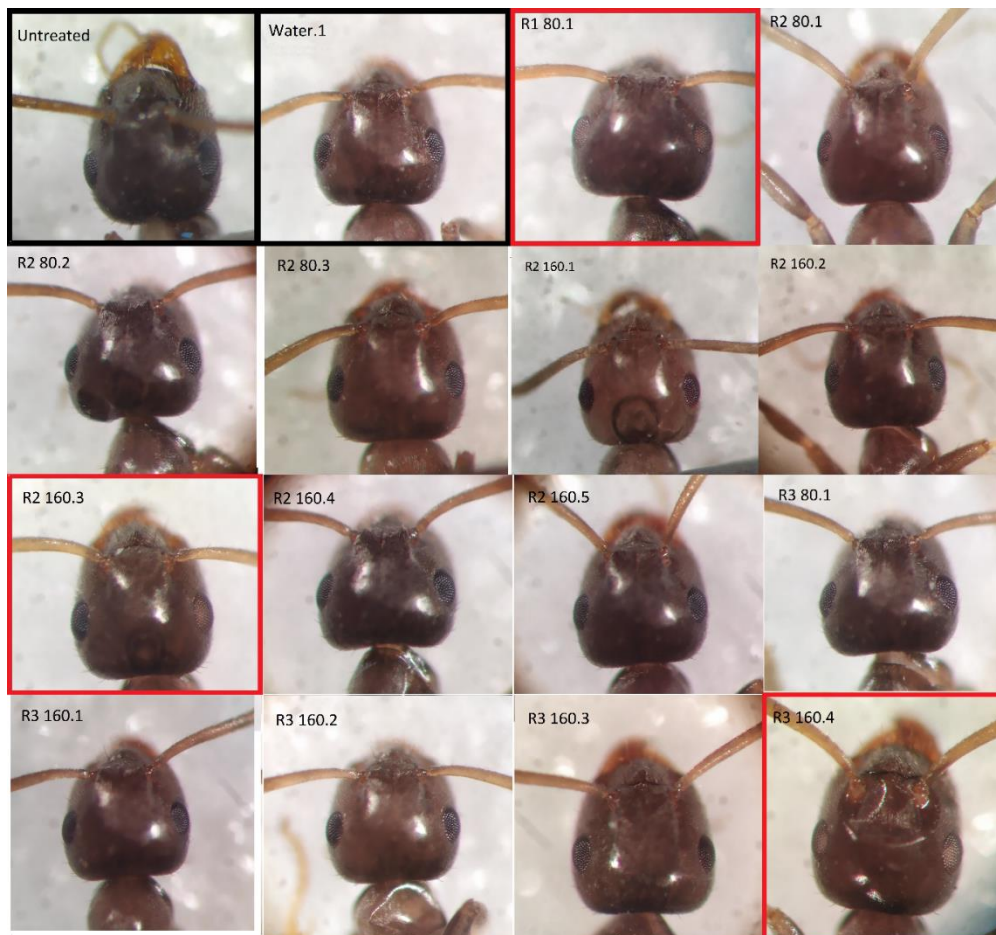 Untreated
Water.1
R1 80.1
R2 80.1
R2 80.2
R2 80.3
R2 160.1
R2 160.2
R2 160.3
R2 160.4
R2 160.5
R3 80.1
R3 160.1
R3 160.2
R3 160.3
R3 160.4